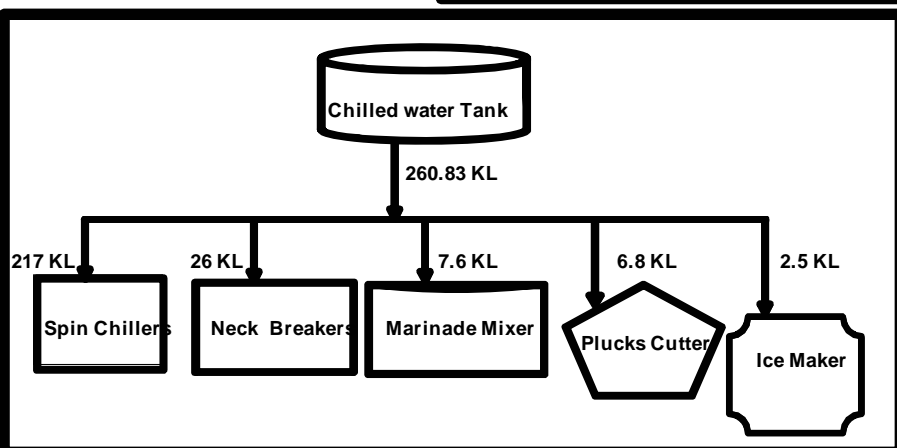 Chilled water Tank
260.83 KL
217 KL
26 KL
7.6 KL
6.8 KL
2.5 KL
Spin Chillers
Neck Breakers
Marinade Mixer
Plucks Cutter
Ice Maker